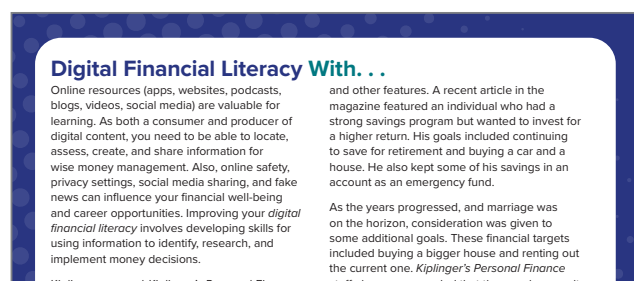 Digital Financial Literacy With. . .
Online resources (apps, websites, podcasts,
blogs, videos, social media) are valuable for
learning. As both a consumer and producer of
digital content, you need to be able to locate,
assess, create, and share information for
wise money management. Also, online safety,
privacy settings, social media sharing, and fake
news can influence your financial well-being
and career opportunities. Improving your digital
financial literacy involves developing skills for
using information to identify, research, and
implement money decisions.
and other features. A recent article in the
magazine featured an individual who had a
strong savings program but wanted to invest for
a higher return. His goals included continuing
to save for retirement and buying a car and a
house. He also kept some of his savings in an
account as an emergency fund.
As the years progressed, and marriage was
on the horizon, consideration was given to
some additional goals. These financial targets
included buying a bigger house and renting out
the current one. Kiplinger's Personal Finance